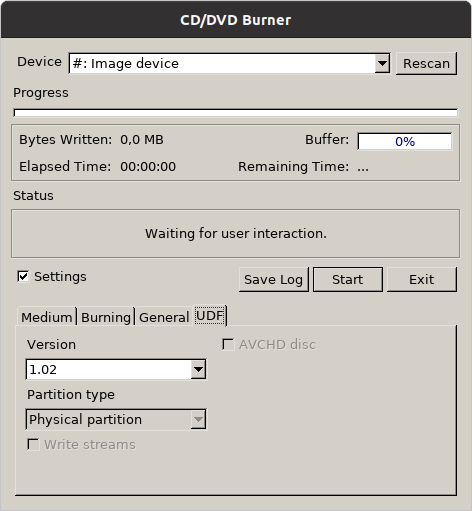 CD/DVD Burner
Device #: Image device Rescan
Progress
Bytes Written: 0,0 MB Buffer: 0%
Elapsed Time: 00:00:00 Remaining Time: ...
Status
Waiting for user interaction.
Settings Save Log Start Exit
Medium Burning General UDF
Version AVCHD disc
1.02
Partition type
Physical partition
Write streams